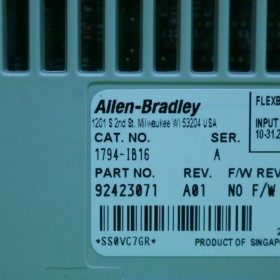 Allen-Bradley
1201 S 2nd St. Milwaukee WI 53204 USA
FLEXB
INPUT
10-31.2
CAT. NO. SER.
1794-IB16 A
PART NO. REV. F/W REV
92423071 A01 NO F/W
*SS0VC7GR*
PRODUCT OF SINGAP